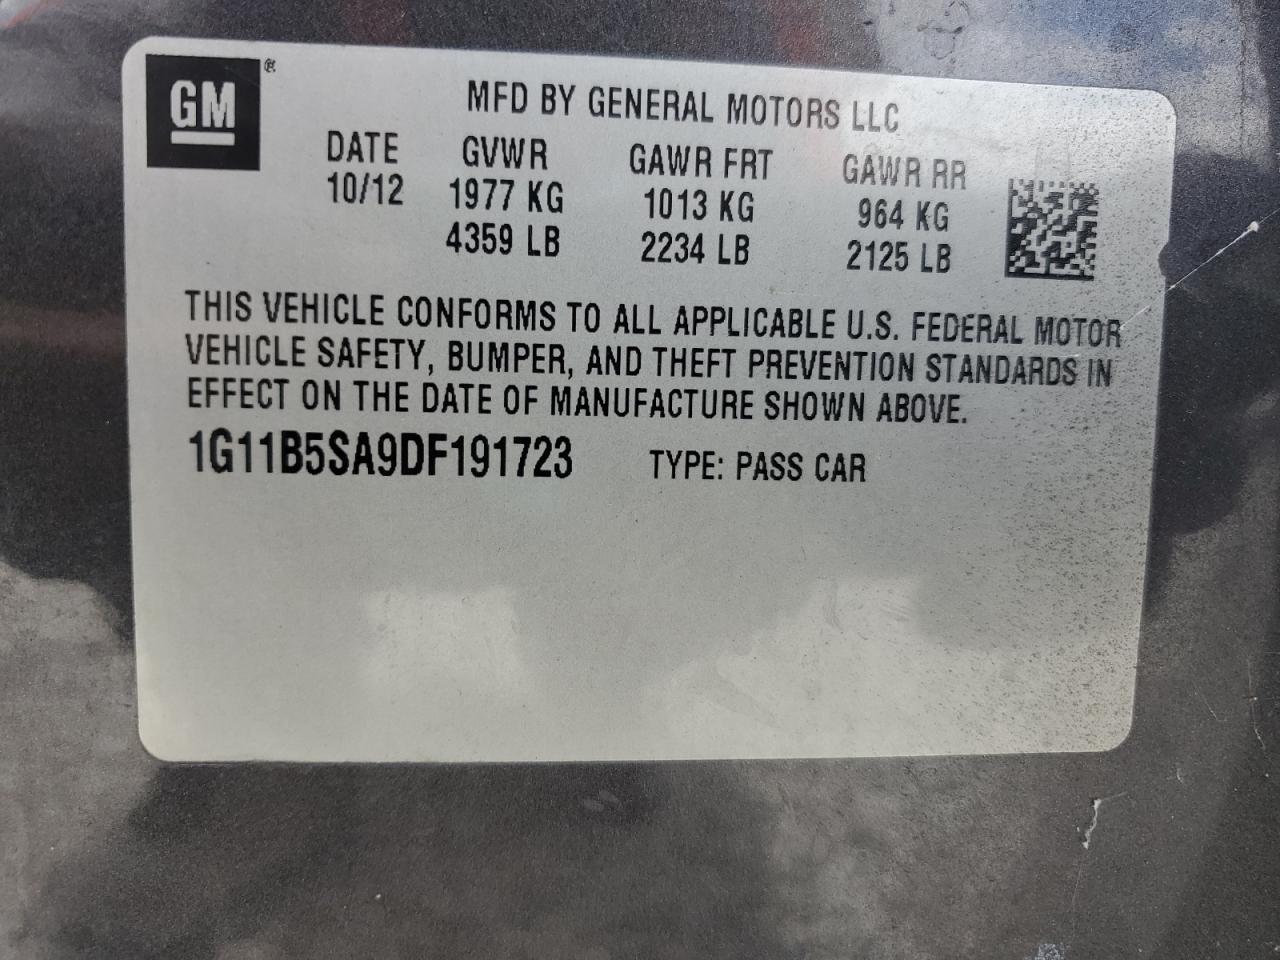 GM®
MFD BY GENERAL MOTORS LLC
DATE GVWR GAWR FRT GAWR RR
10/12 1977 KG 1013 KG 964 KG
4359 LB 2234 LB 2125 LB
THIS VEHICLE CONFORMS TO ALL APPLICABLE U.S. FEDERAL MOTOR
VEHICLE SAFETY, BUMPER, AND THEFT PREVENTION STANDARDS IN
EFFECT ON THE DATE OF MANUFACTURE SHOWN ABOVE.
1G11B5SA9DF191723 TYPE: PASS CAR